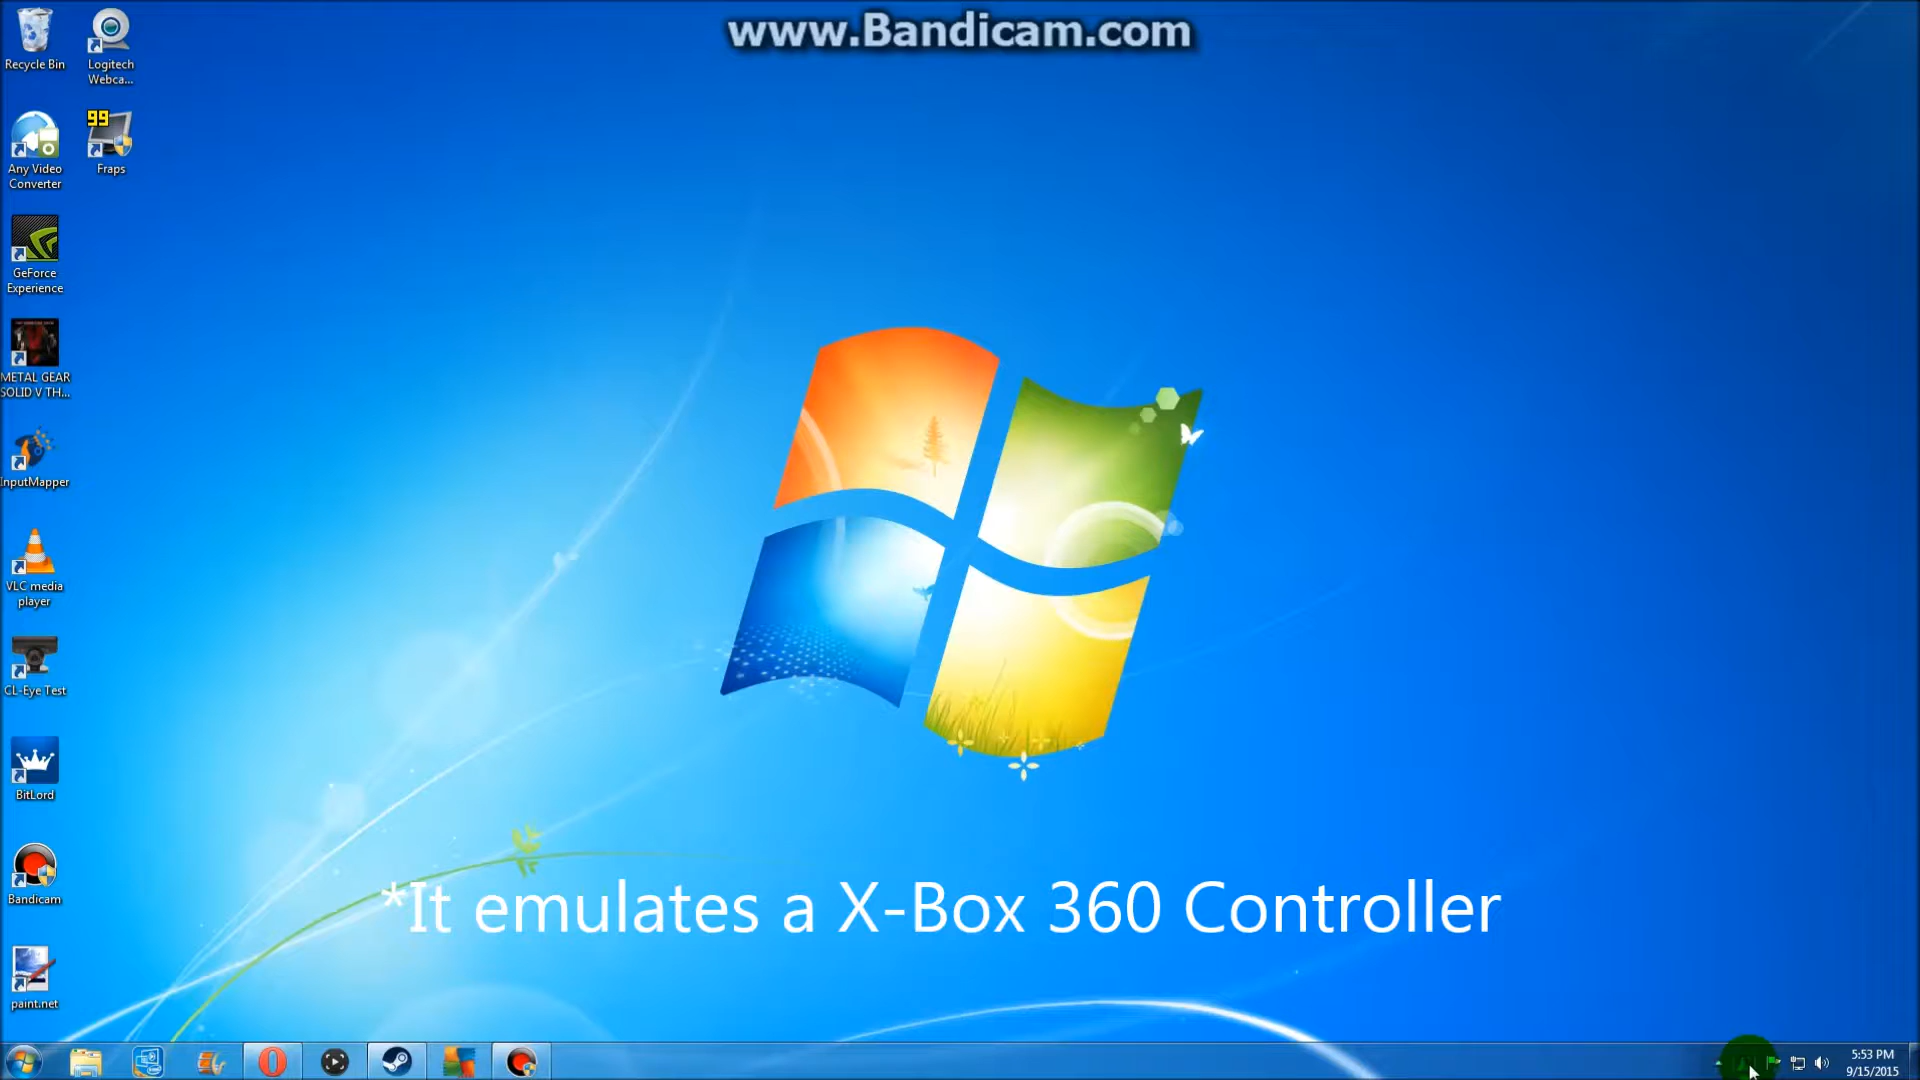 www.Bandicam.com
Recycle Bin
Logitech
Webca...
99
Any Video
Converter
Fraps
GeForce
Experience
METAL GEAR
SOLID V TH...
InputMapper
VLC media
player
CL-Eye Test
BitLord
Bandicam
paint.net
*It emulates a X-Box 360 Controller
5:53 PM
9/15/2015